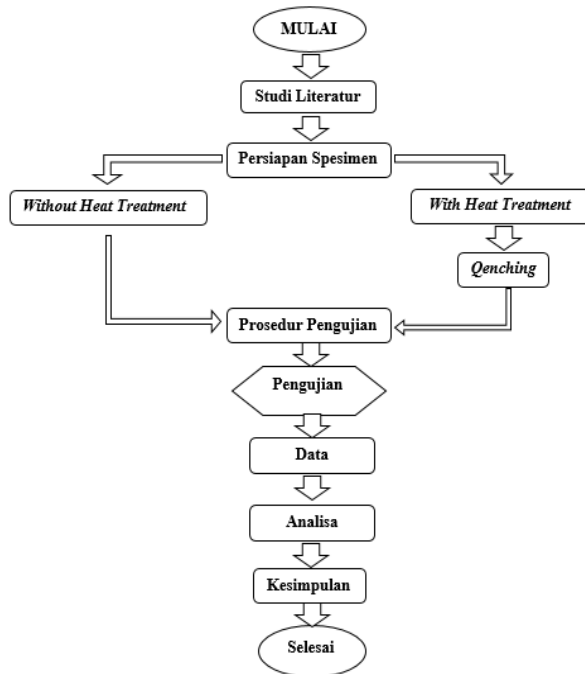 MULAI
Studi Literatur
Persiapan Spesimen
Without Heat Treatment
With Heat Treatment
Qenching
Prosedur Pengujian
Pengujian
Data
Analisa
Kesimpulan
Selesai